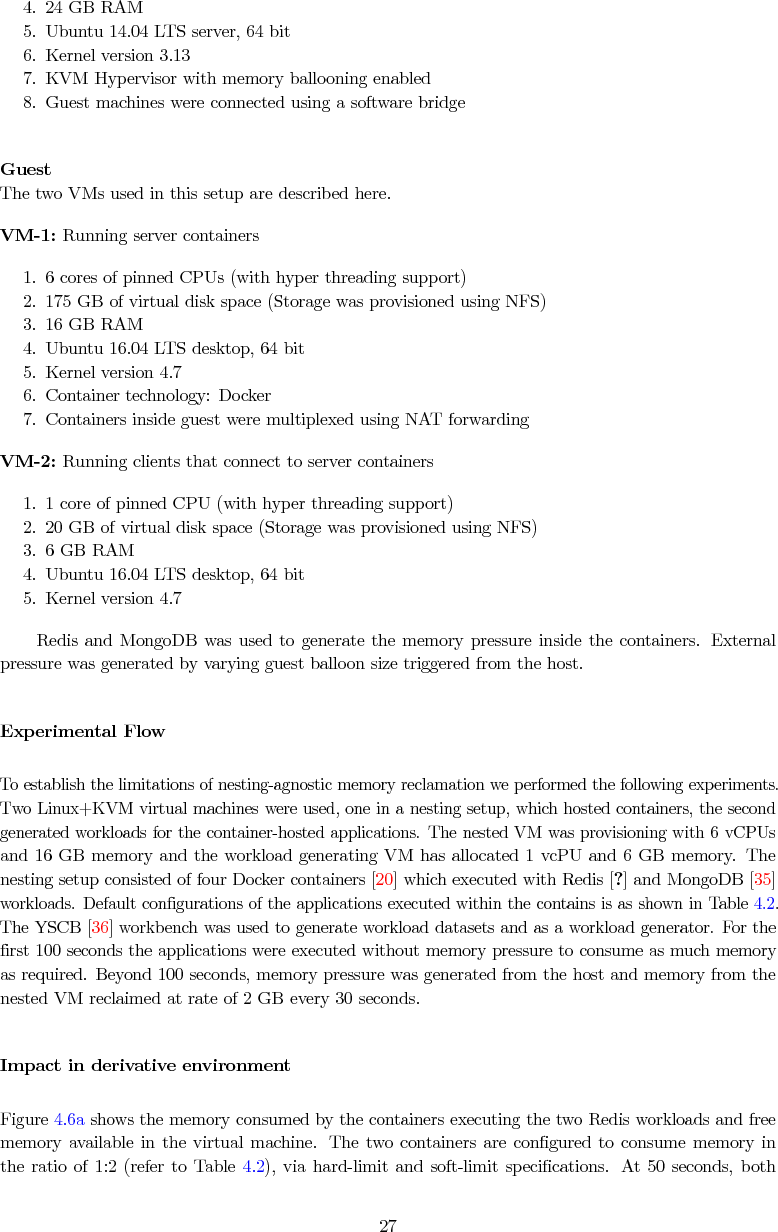 4. 24 GB RAM
5. Ubuntu 14.04 LTS server, 64 bit
6. Kernel version 3.13
7. KVM Hypervisor with memory ballooning enabled
8. Guest machines were connected using a software bridge
Guest
The two VMs used in this setup are described here.
VM-1: Running server containers
1. 6 cores of pinned CPUs (with hyper threading support)
2. 175 GB of virtual disk space (Storage was provisioned using NFS)
3. 16 GB RAM
4. Ubuntu 16.04 LTS desktop, 64 bit
5. Kernel version 4.7
6. Container technology: Docker
7. Containers inside guest were multiplexed using NAT forwarding
VM-2: Running clients that connect to server containers
1. 1 core of pinned CPU (with hyper threading support)
2. 20 GB of virtual disk space (Storage was provisioned using NFS)
3. 6 GB RAM
4. Ubuntu 16.04 LTS desktop, 64 bit
5. Kernel version 4.7
Redis and MongoDB was used to generate the memory pressure inside the containers. External
pressure was generated by varying guest balloon size triggered from the host.
Experimental Flow
To establish the limitations of nesting-agnostic memory reclamation we performed the following experiments.
Two Linux+KVM virtual machines were used, one in a nesting setup, which hosted containers, the second
generated workloads for the container-hosted applications. The nested VM was provisioning with 6 vCPUs
and 16 GB memory and the workload generating VM has allocated 1 vcPU and 6 GB memory. The
nesting setup consisted of four Docker containers [20] which executed with Redis [?] and MongoDB [35]
workloads. Default configurations of the applications executed within the contains is as shown in Table 4.2.
The YSCB [36] workbench was used to generate workload datasets and as a workload generator. For the
first 100 seconds the applications were executed without memory pressure to consume as much memory
as required. Beyond 100 seconds, memory pressure was generated from the host and memory from the
nested VM reclaimed at rate of 2 GB every 30 seconds.
Impact in derivative environment
Figure 4.6a shows the memory consumed by the containers executing the two Redis workloads and free
memory available in the virtual machine. The two containers are configured to consume memory in
the ratio of 1:2 (refer to Table 4.2), via hard-limit and soft-limit specifications. At 50 seconds, both
27